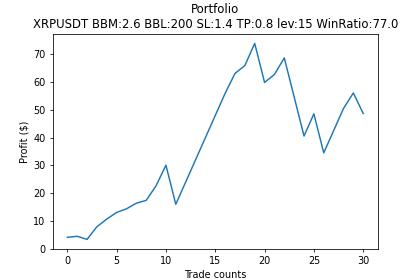 Portfolio
XRPUSDT BBM:2.6 BBL:200 SL:1.4 TP:0.8 lev:15 WinRatio:77.0
Profit ($)
70
60
50
40
30
20
10
0
0 5 10 15 20 25 30
Trade counts